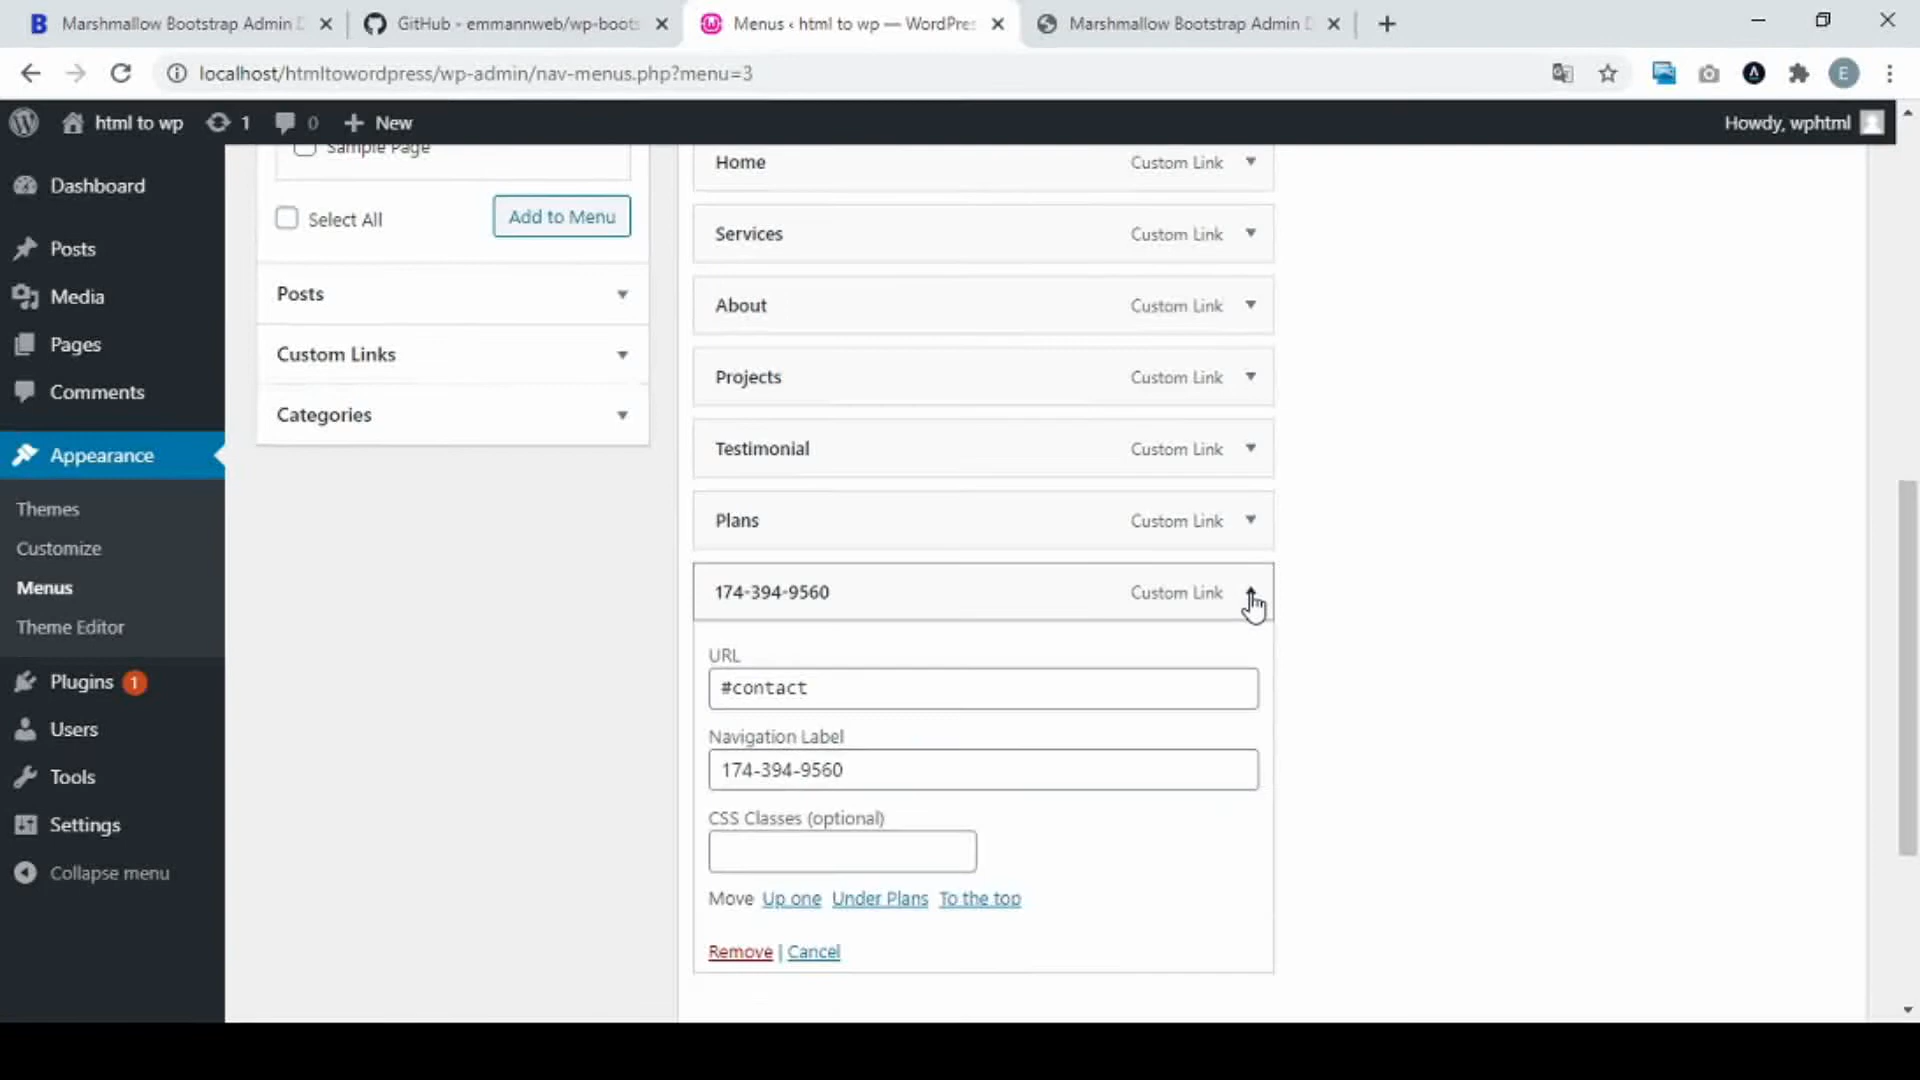 Marshmallow Bootstrap Admin D
GitHub - emmannweb/wp-boots
Menus ‹ html to wp — WordPres
Marshmallow Bootstrap Admin D
localhost/htmltowordpress/wp-admin/nav-menus.php?menu=3
E
html to wp
1
0
New
Howdy, wphtml
Dashboard
Posts
Media
Pages
Comments
Appearance
Themes
Customize
Menus
Theme Editor
Plugins 1
Users
Tools
Settings
Collapse menu
Sample Page
Select All
Add to Menu
Posts
Custom Links
Categories
Home Custom Link
Services Custom Link
About Custom Link
Projects Custom Link
Testimonial Custom Link
Plans Custom Link
174-394-9560 Custom Link
URL
#contact
Navigation Label
174-394-9560
CSS Classes (optional)
Move Up one Under Plans To the top
Remove | Cancel